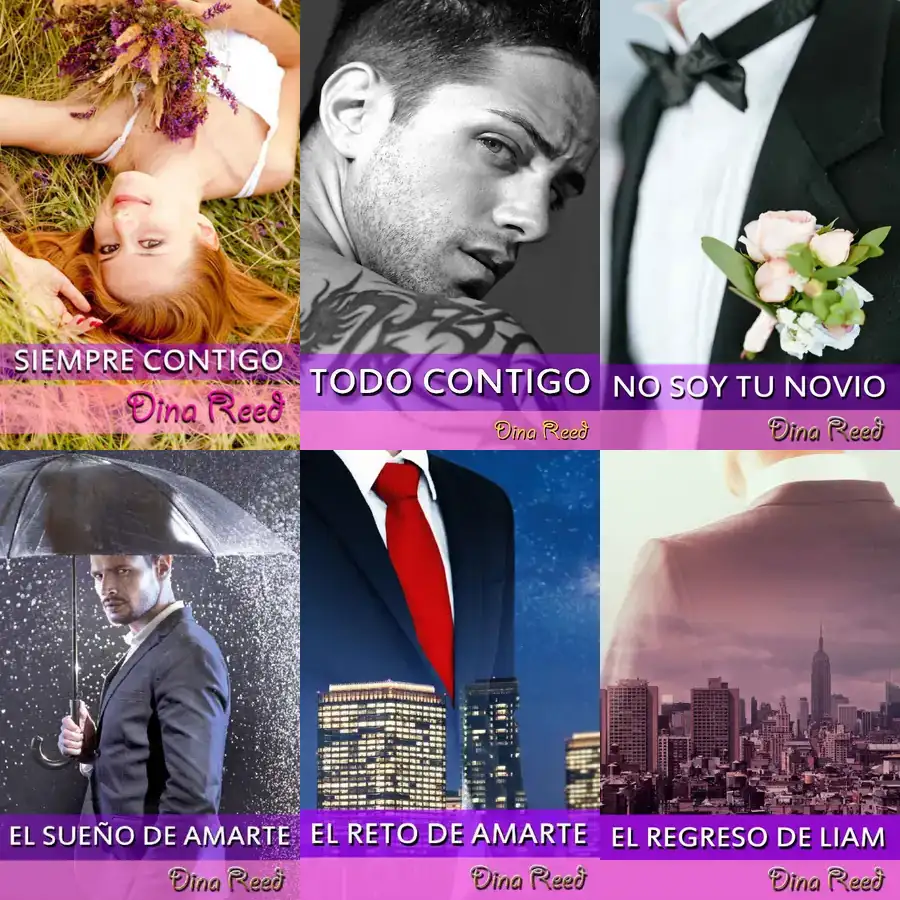 SIEMPRE CONTIGO
Dina Reed
TODO CONTIGO
Dina Reed
NO SOY TU NOVIO
Dina Reed
EL SUEÑO DE AMARTE
Dina Reed
EL RETO DE AMARTE
Dina Reed
EL REGRESO DE LIAM
Dina Reed